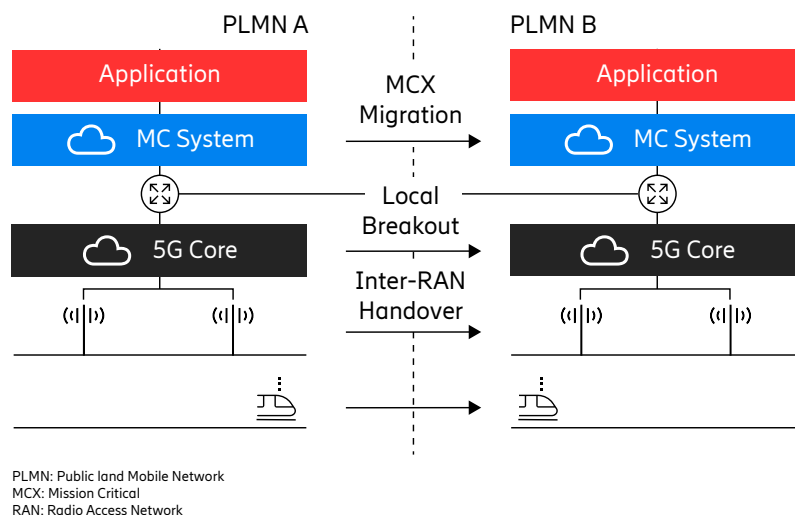 PLMN A
PLMN B
Application
MCX
Migration
Application
MC System
MC System
Local
Breakout
5G Core
5G Core
Inter-RAN
Handover
PLMN: Public land Mobile Network
MCX: Mission Critical
RAN: Radio Access Network